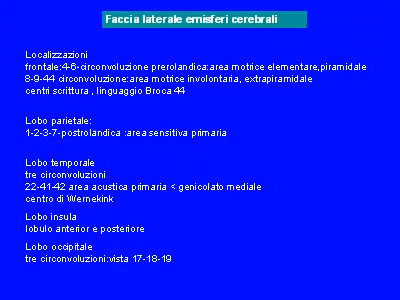 Faccia laterale emisferi cerebrali
Localizzazioni
frontale:4-6-circonvoluzione prerolandica:area motrice elementare,piramidale
8-9-44 circonvoluzione:area motrice involontaria, extrapiramidale
centri scrittura , linguaggio Broca 44
Lobo parietale:
1-2-3-7-postrolandica :area sensitiva primaria
Lobo temporale
tre circonvoluzioni
22-41-42 area acustica primaria < genicolato mediale
centro di Wernekink
Lobo insula
lobulo anteriore e posteriore
Lobo occipitale
tre circonvoluzioni:vista 17-18-19